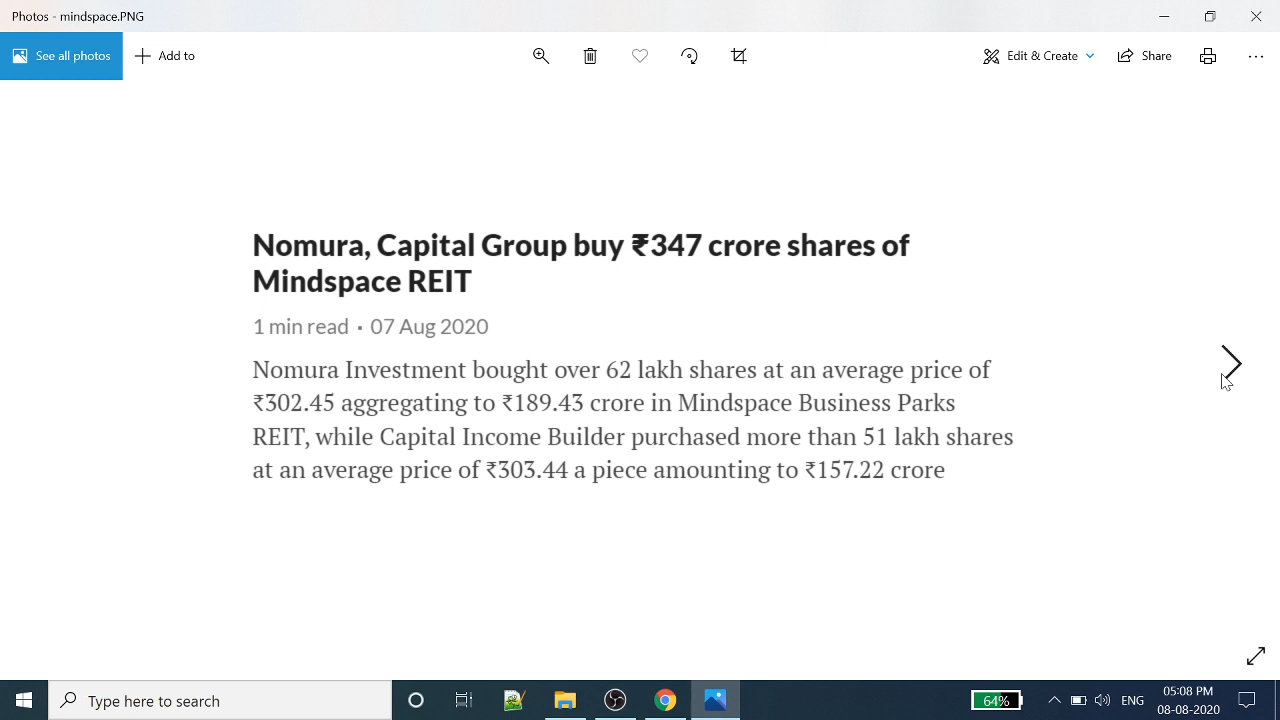 Photos - mindspace.PNG
See all photos
Add to
Edit & Create
Share
Nomura, Capital Group buy ₹347 crore shares of
Mindspace REIT
1 min read • 07 Aug 2020
Nomura Investment bought over 62 lakh shares at an average price of
₹302.45 aggregating to ₹189.43 crore in Mindspace Business Parks
REIT, while Capital Income Builder purchased more than 51 lakh shares
at an average price of ₹303.44 a piece amounting to ₹157.22 crore
Type here to search
64%
ENG
05:08 PM
08-08-2020